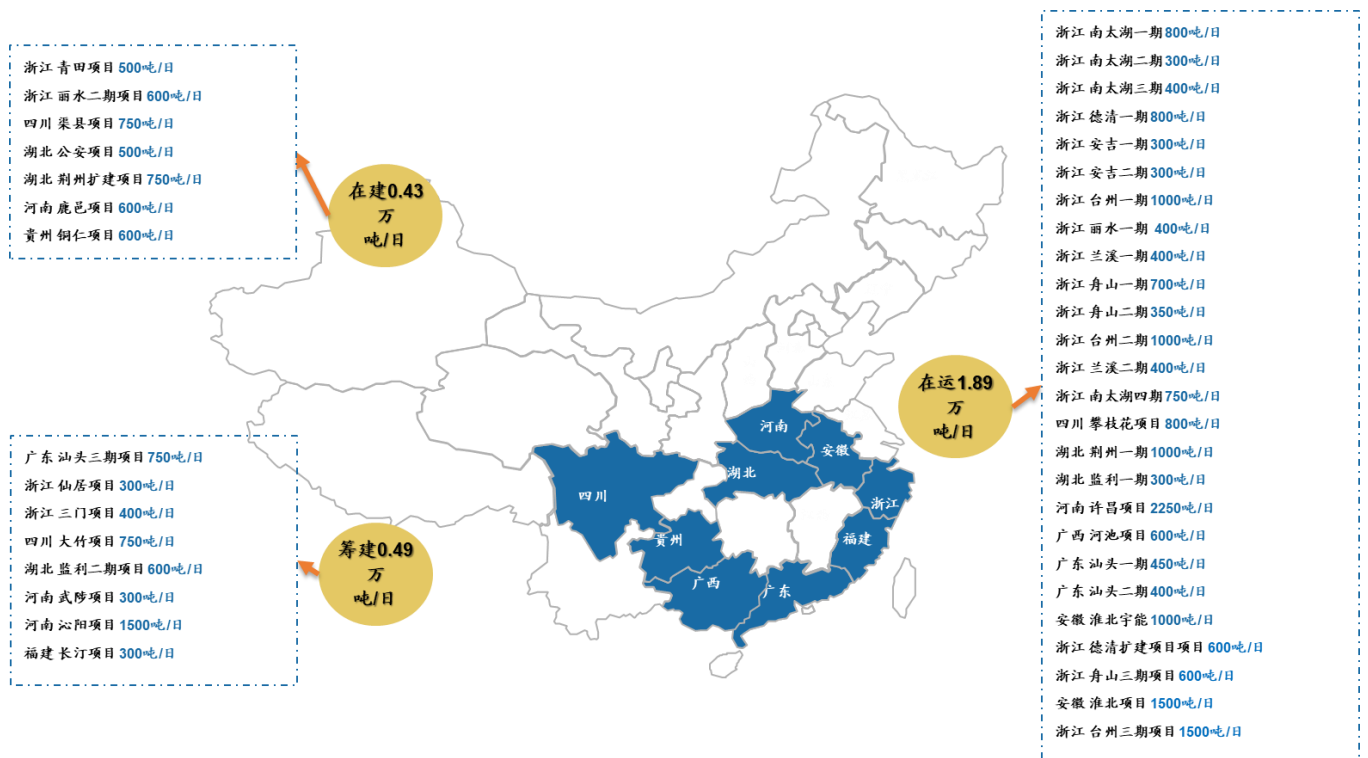 浙江 青田项目 500吨/日
浙江 丽水二期项目 600吨/日
四川 渠县项目 750吨/日
湖北 公安项目 500吨/日
湖北 荆州扩建项目 750吨/日
河南 鹿邑项目 600吨/日
貴州 铜仁项目 600吨/日
在建0.43
万
吨/日
广东 汕头三期项目 750吨/日
浙江 仙居项目 300吨/日
浙江 三门项目 400吨/日
四川 大竹项目 750吨/日
湖北 监利二期项目 600吨/日
河南 武陟项目 300吨/日
河南 沁阳项目 1500吨/日
福建 长汀项目 300吨/日
筹建0.49
万
吨/日
河南
安徽
湖北
四川
浙江
貴州
福建
广西
广东
在运1.89
万
吨/日
浙江 南太湖一期 800吨/日
浙江 南太湖二期 300吨/日
浙江 南太湖三期 400吨/日
浙江 德清一期 800吨/日
浙江 安吉一期 300吨/日
浙江 安吉二期 300吨/日
浙江 台州一期 1000吨/日
浙江 丽水一期 400吨/日
浙江 兰溪一期 400吨/日
浙江 舟山一期 700吨/日
浙江 舟山二期 350吨/日
浙江 台州二期 1000吨/日
浙江 兰溪二期 400吨/日
浙江 南太湖四期 750吨/日
四川 攀枝花项目 800吨/日
湖北 荆州一期 1000吨/日
湖北 监利一期 300吨/日
河南 许昌项目 2250吨/日
广西 河池项目 600吨/日
广东 汕头一期 450吨/日
广东 汕头二期 400吨/日
安徽 淮北宇能 1000吨/日
浙江 德清扩建项目项目 600吨/日
浙江 舟山三期项目 600吨/日
安徽 淮北项目 1500吨/日
浙江 台州三期项目 1500吨/日